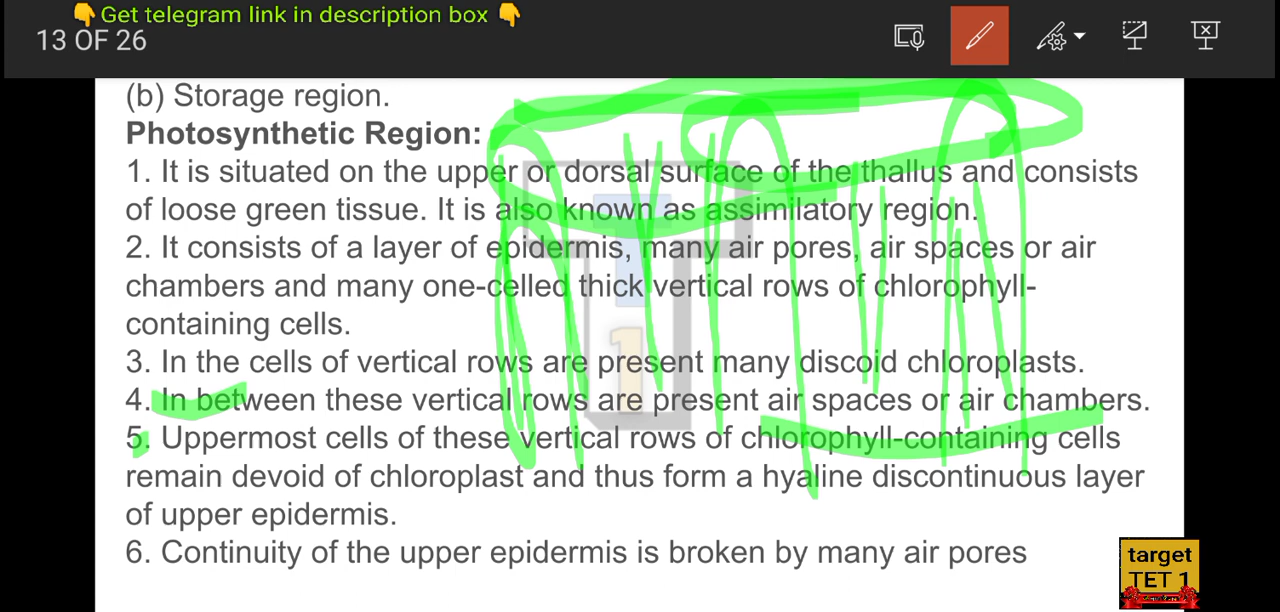 👇Get telegram link in description box 👇
13 OF 26
(b) Storage region.
Photosynthetic Region:
1. It is situated on the upper or dorsal surface of the thallus and consists
of loose green tissue. It is also known as assimilatory region.
2. It consists of a layer of epidermis, many air pores, air spaces or air
chambers and many one-celled thick vertical rows of chlorophyll-
containing cells.
3. In the cells of vertical rows are present many discoid chloroplasts.
4. In between these vertical rows are present air spaces or air chambers.
5. Uppermost cells of these vertical rows of chlorophyll-containing cells
remain devoid of chloroplast and thus form a hyaline discontinuous layer
of upper epidermis.
6. Continuity of the upper epidermis is broken by many air pores
target
TET 1